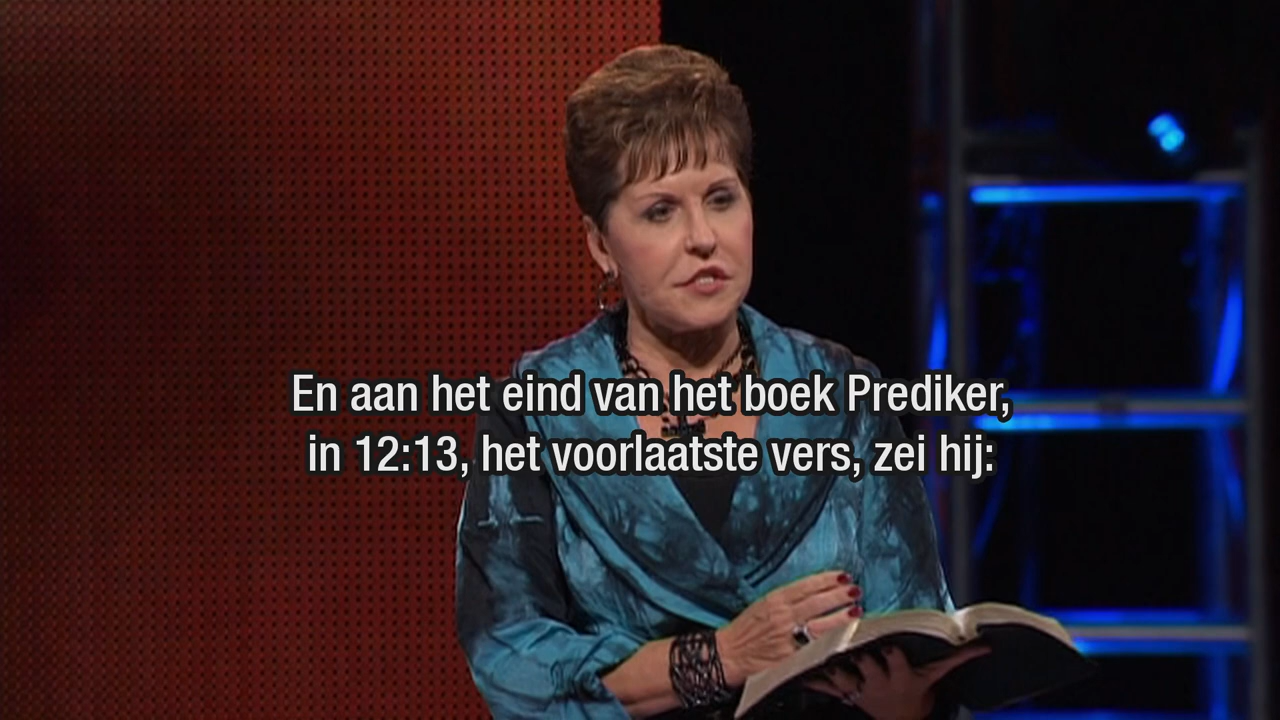 En aan het eind van het boek Prediker,
in 12:13, het voorlaatste vers, zei hij: